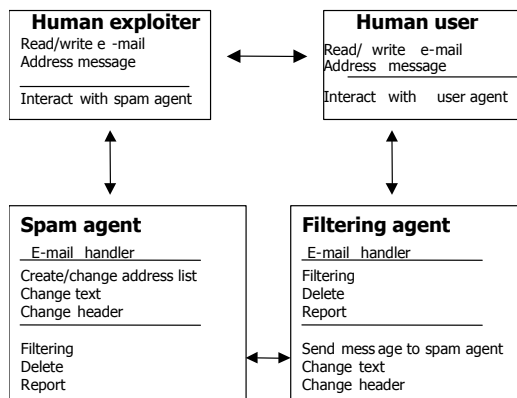 Human exploiter
Read/write e -mail
Address message
Interact with spam agent
Human user
Read/ write e-mail
Address message
Interact with user agent
Spam agent
E-mail handler
Create/change address list
Change text
Change header
Filtering
Delete
Report
Filtering agent
E-mail handler
Filtering
Delete
Report
Send mess age to spam agent
Change text
Change header